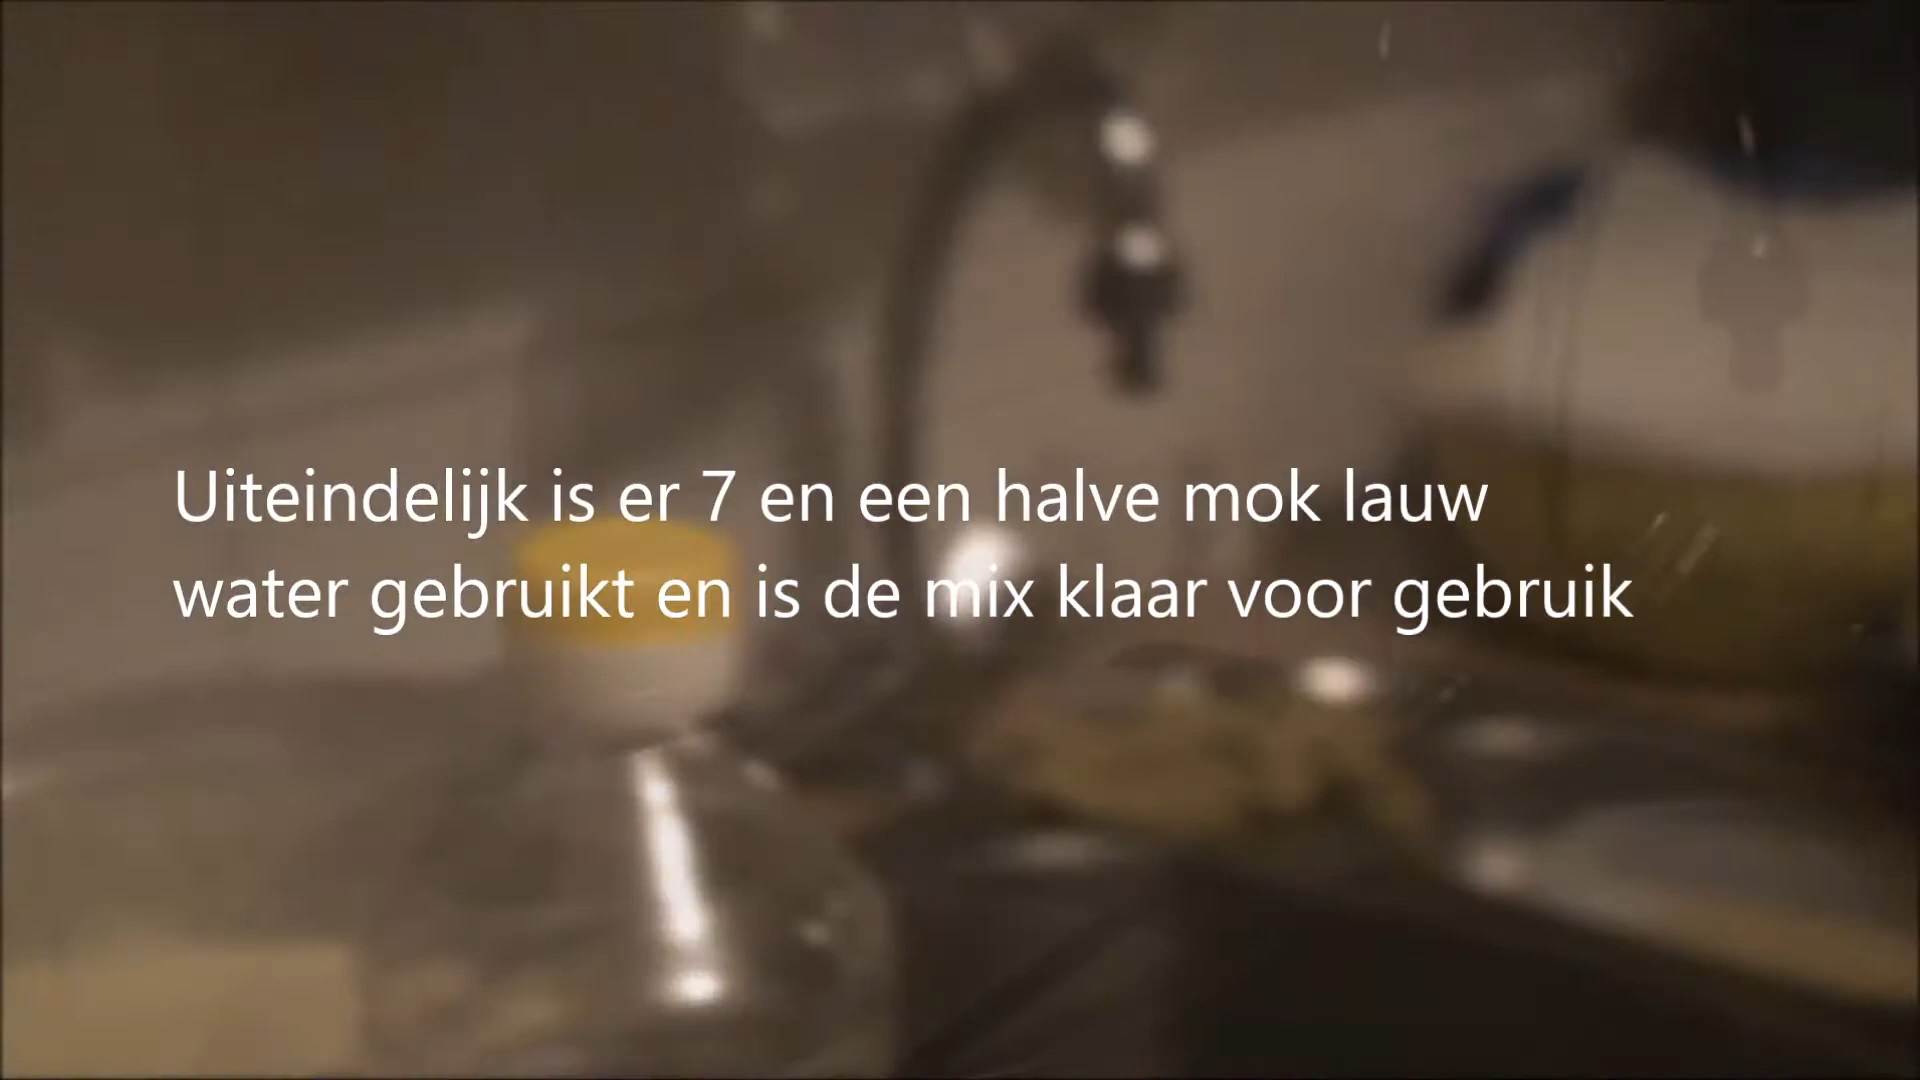 Uiteindelijk is er 7 en een halve mok lauw
water gebruikt en is de mix klaar voor gebruik